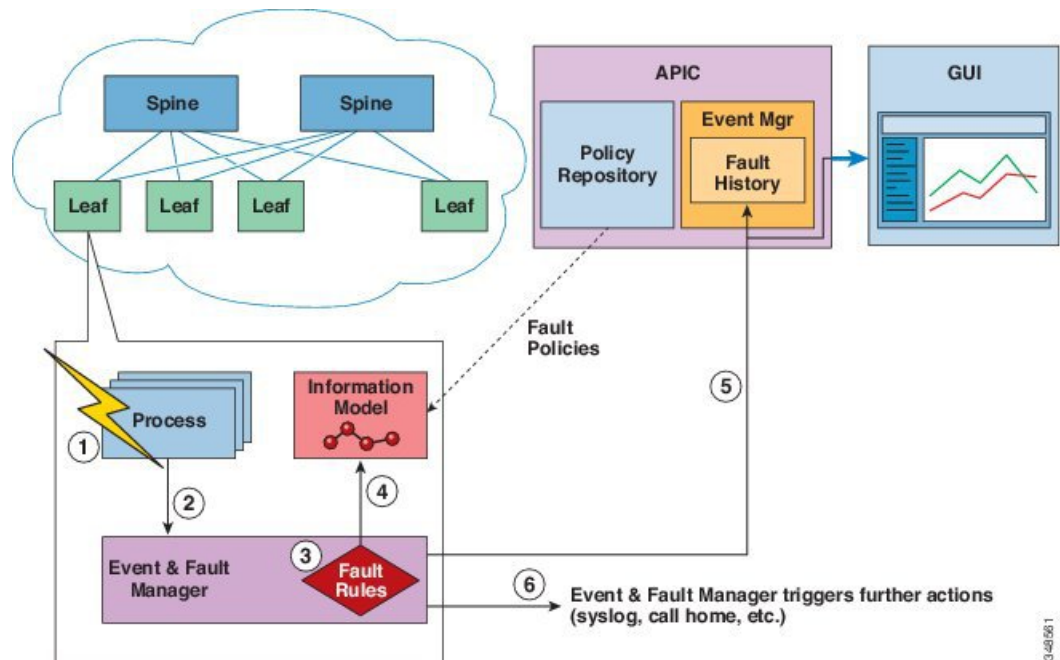 Spine
Spine
Leaf
Leaf
Leaf
Leaf
APIC
Policy
Repository
Event Mgr
Fault
History
GUI
Fault
Policies
Process
1
2
Information
Model
4
5
Event & Fault
Manager
3
Fault
Rules
6
Event & Fault Manager triggers further actions
(syslog, call home, etc.)
348561